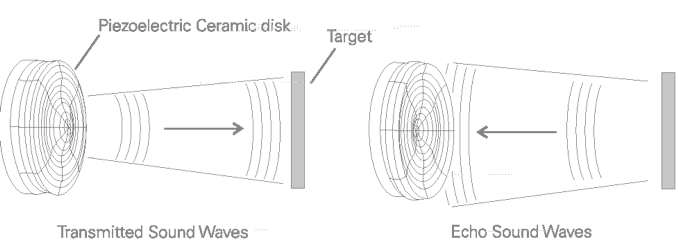 Piezoelectric Ceramic disk
Target
Transmitted Sound Waves
Echo Sound Waves